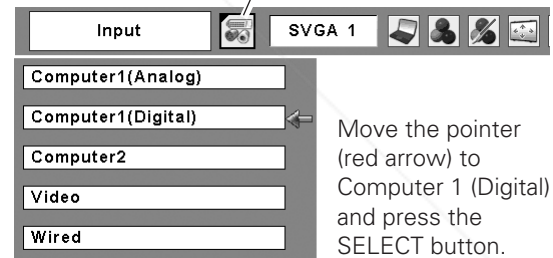 Input
SVGA 1
Computer1(Analog)
Computer1(Digital)
Computer2
Video
Wired
Move the pointer
(red arrow) to
Computer 1 (Digital)
and press the
SELECT button.